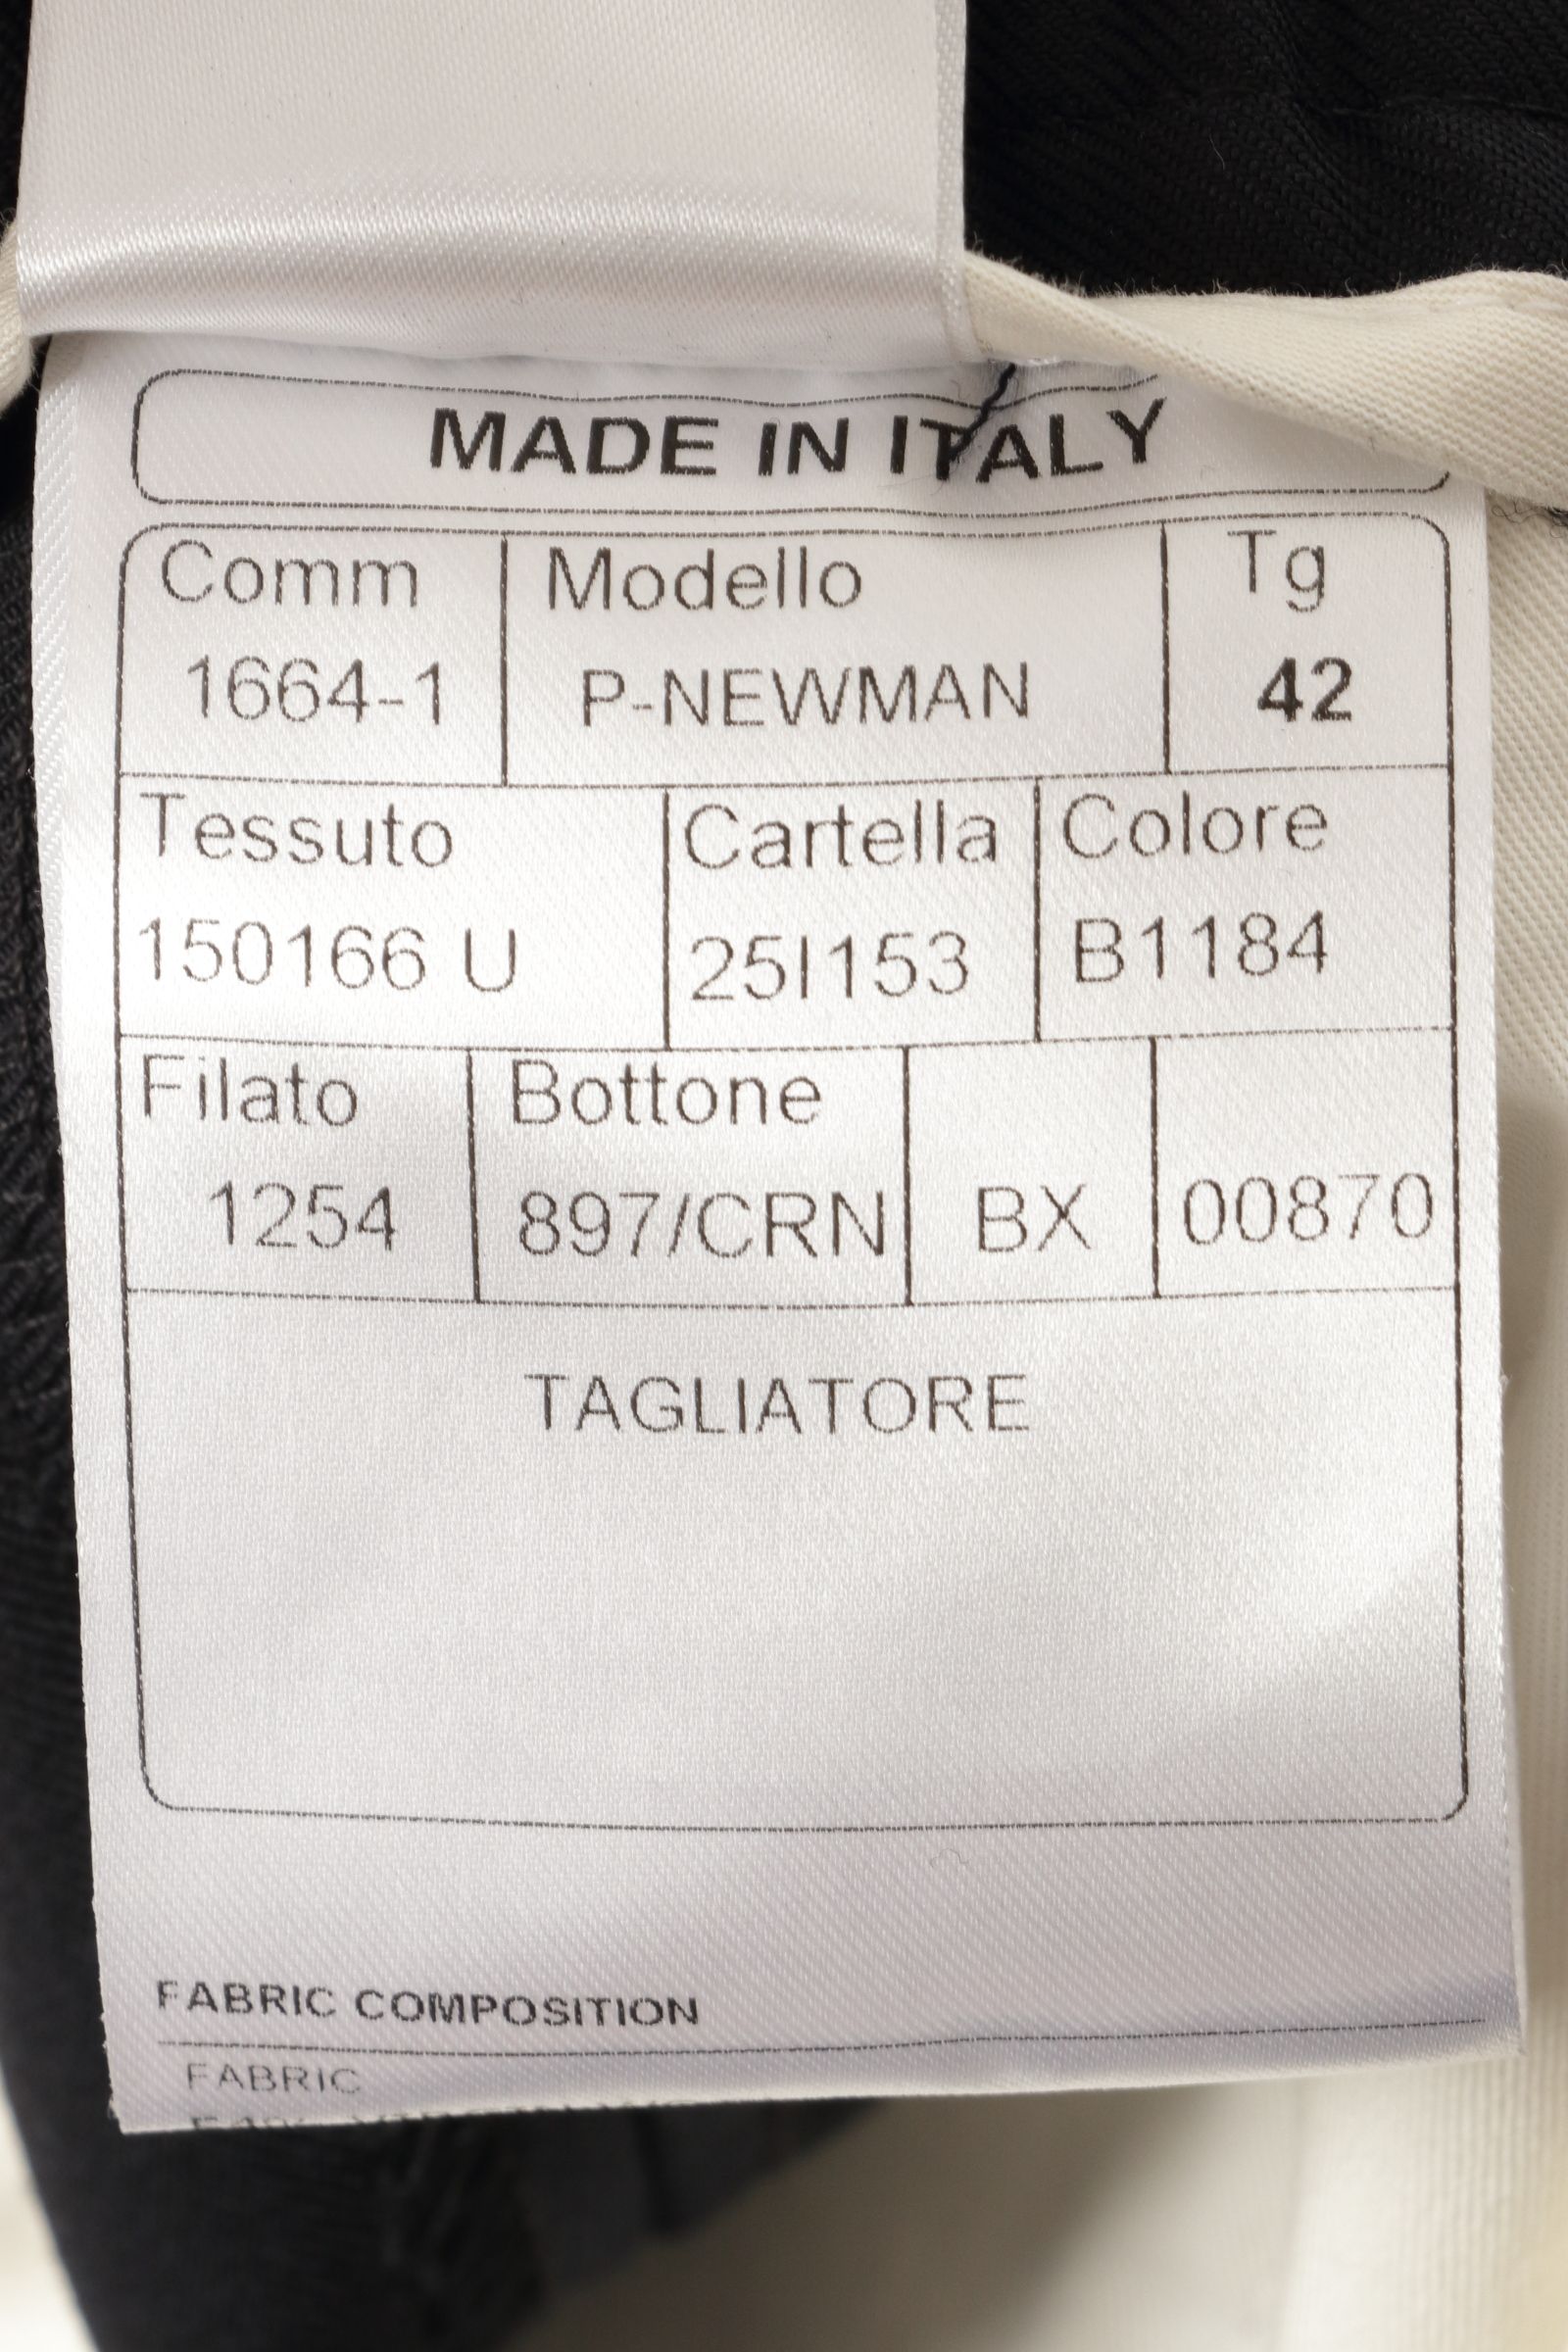 MADE IN ITALY
Comm Modello Tg
1664-1 P-NEWMAN 42
Tessuto Cartella Colore
150166 U 25I153 B1184
Filato Bottone
1254 897/CRN BX 00870
TAGLIATORE
FABRIC COMPOSITION
FABRIC